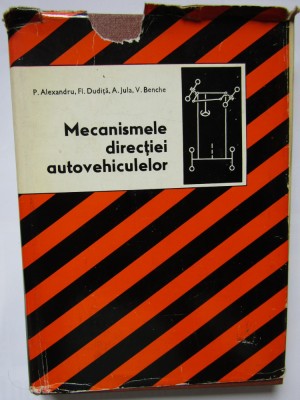 P. Alexandru, Fl. Dudiță, A. Jula, V. Benche
Mecanismele
direcției
autovehiculelor